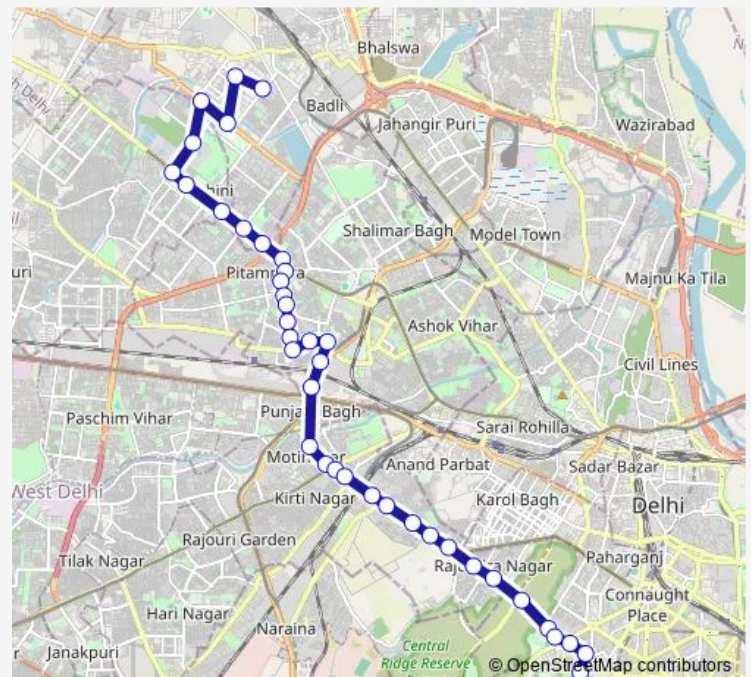 Bhalswa
Badli
Jahangir Puri
Wazirabad
Shalimar Bagh
Model Town
Majnu Ka Tila
Ashok Vihar
Civil Lines
Paschim Vihar
Sarai Rohilla
Anand Parbat
Sadar Bazar
West Delhi
Kirti Nagar
Karol Bagh
Delhi
Rajouri Garden
Tilak Nagar
Paharganj
Connaught
Place
Hari Nagar
Naraina
Janakpuri
Central
Ridge Reserve
© OpenStreetMap contributors